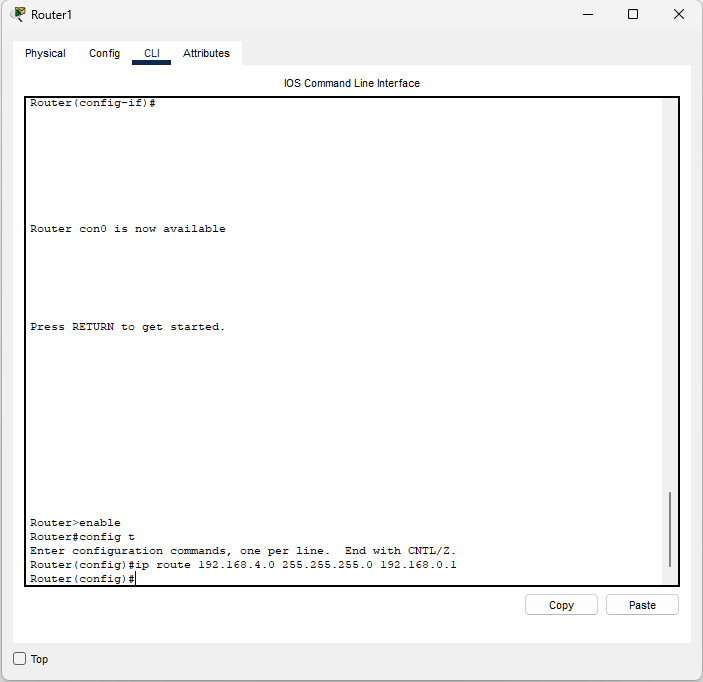 Router1
Physical Config CLI Attributes
IOS Command Line Interface
Router(config-if)#
Router con0 is now available
Press RETURN to get started.
Router>enable
Router#config t
Enter configuration commands, one per line.  End with CNTL/Z.
Router(config)#ip route 192.168.4.0 255.255.255.0 192.168.0.1
Router(config)#
Copy Paste
Top